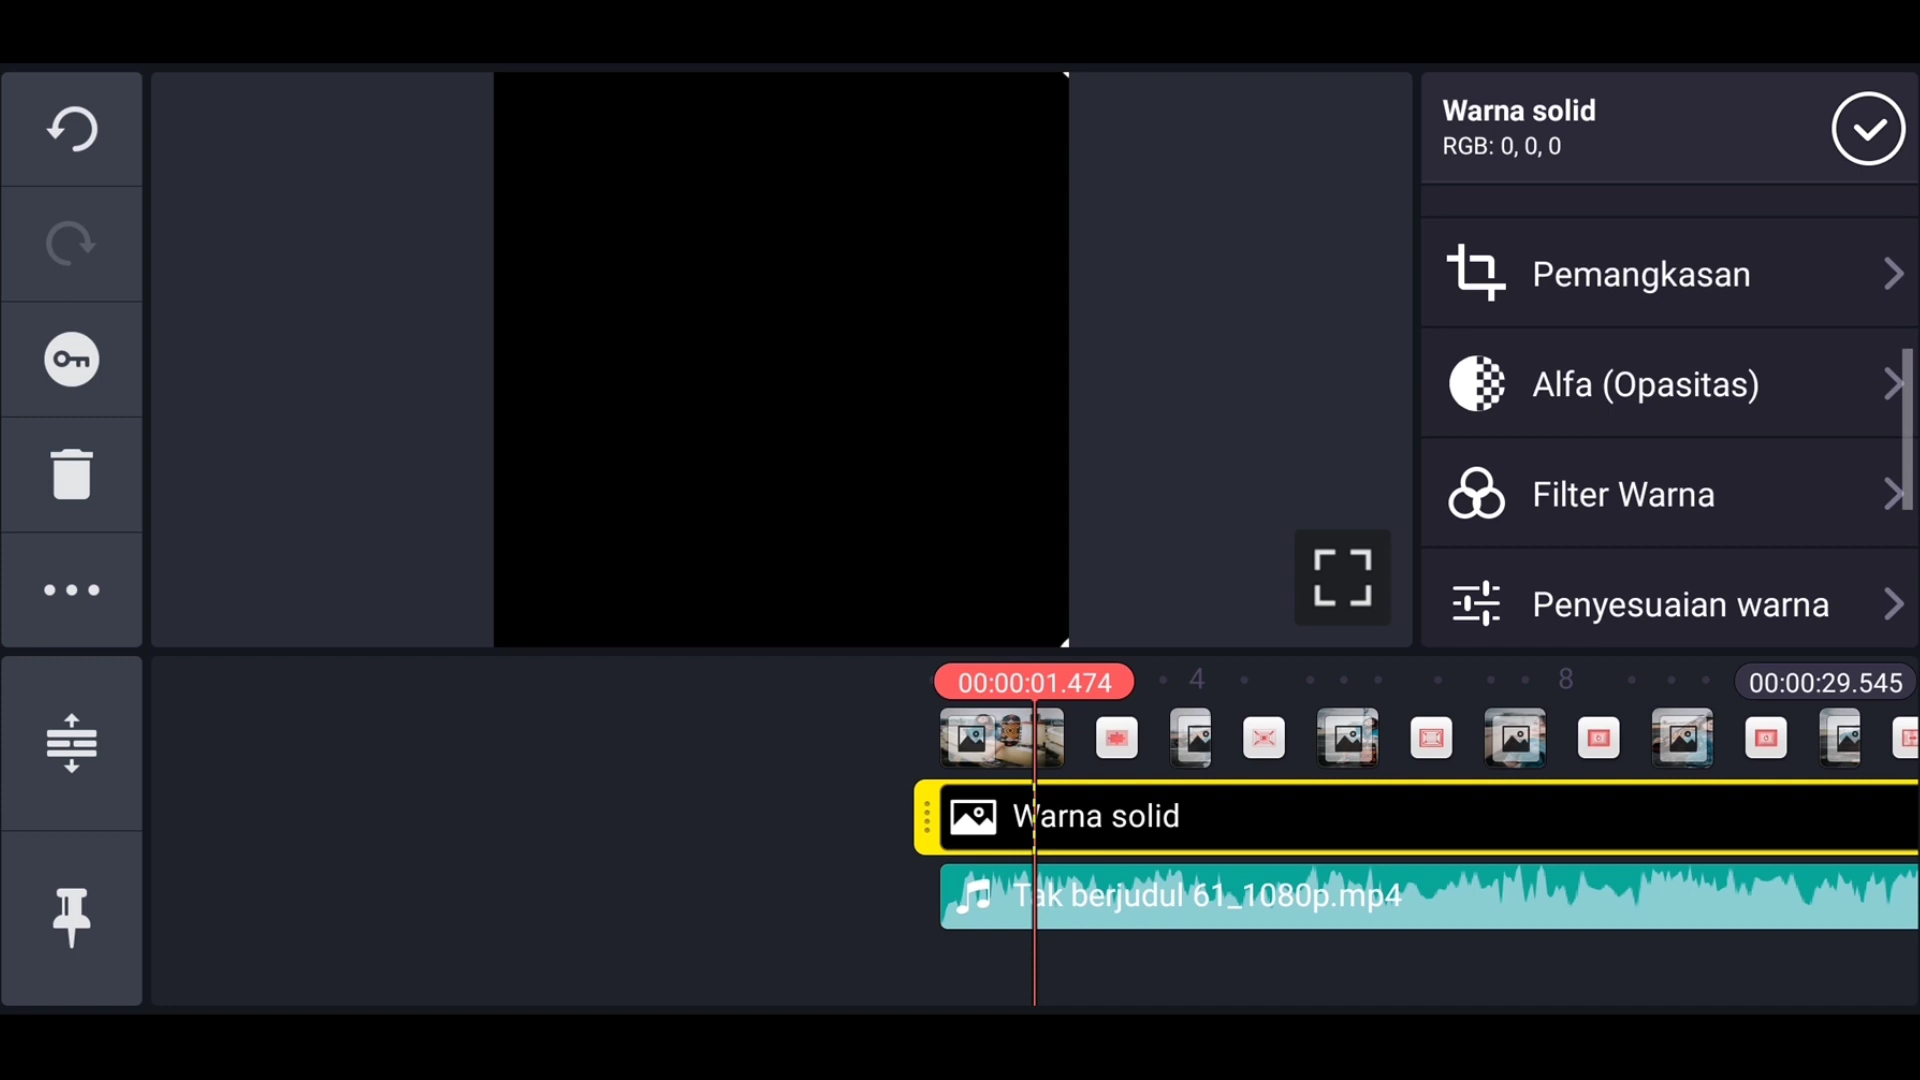 Warna solid
RGB: 0, 0, 0
Pemangkasan
Alfa (Opasitas)
Filter Warna
Penyesuaian warna
00:00:01.474
4
8
00:00:29.545
Warna solid
Tak berjudul 61_1080p.mp4